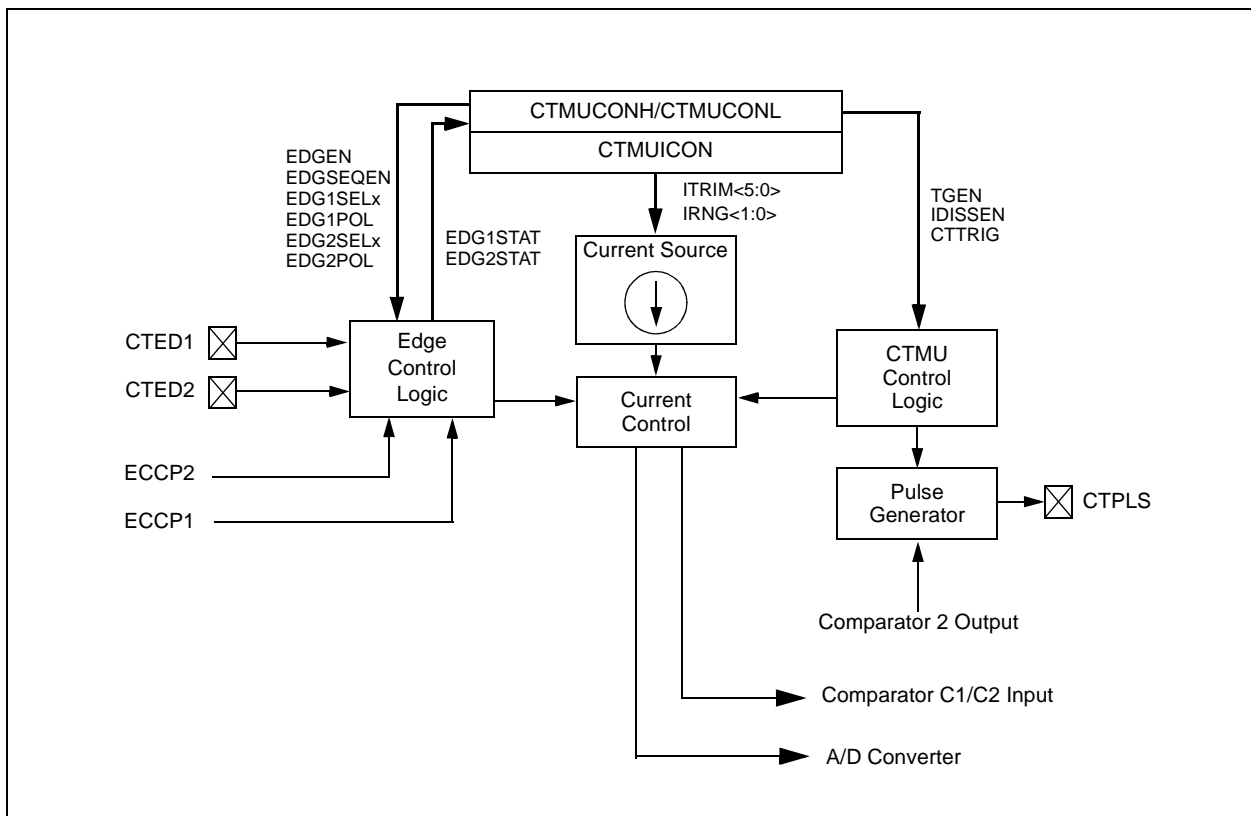 CTMUCONH/CTMUCONL
CTMUICON
EDGEN
EDGSEQEN
EDG1SELx
EDG1POL
EDG2SELx
EDG2POL
EDG1STAT
EDG2STAT
ITRIM<5:0>
IRNG<1:0>
TGEN
IDISSEN
CTTRIG
Current Source
CTED1
CTED2
Edge
Control
Logic
Current
Control
CTMU
Control
Logic
ECCP2
ECCP1
Pulse
Generator
CTPLS
Comparator 2 Output
Comparator C1/C2 Input
A/D Converter